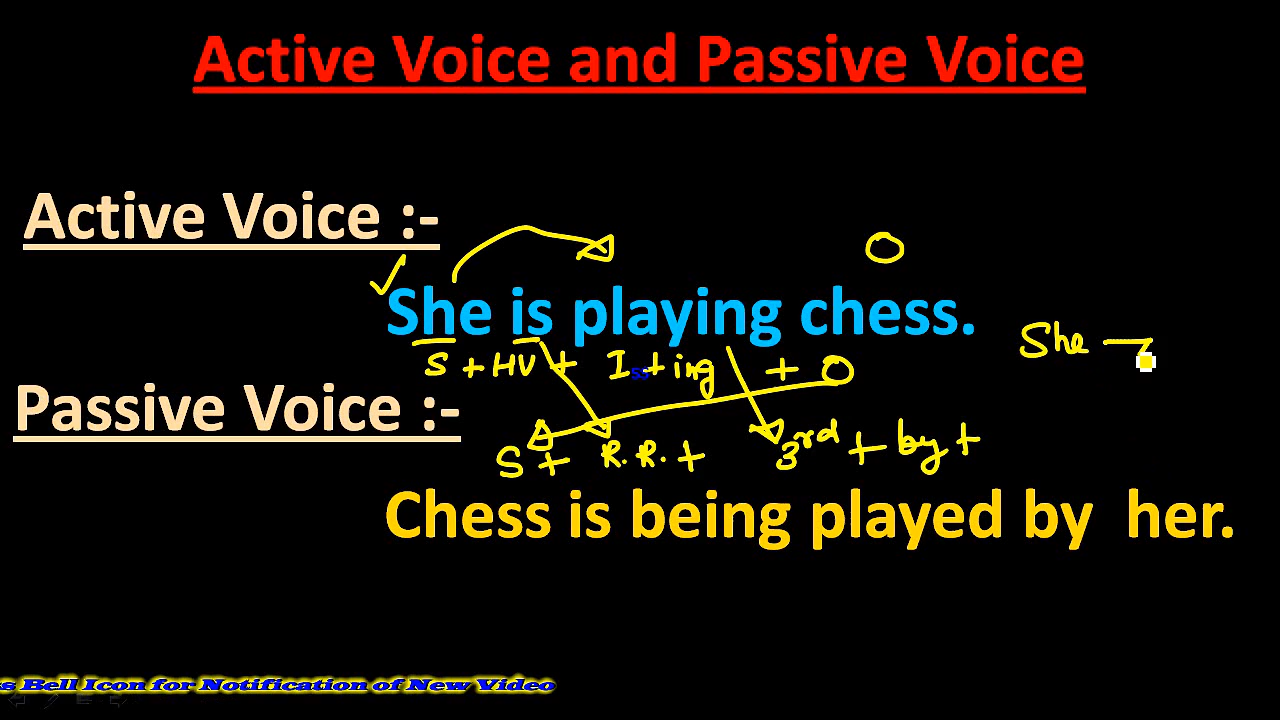 Active Voice and Passive Voice
Active Voice :-
O
She is playing chess.
She
S + HV + I + ing + O
Passive Voice :-
S + R.R. + 3rd + by +
Chess is being played by her.
s Bell Icon for Notification of New Video